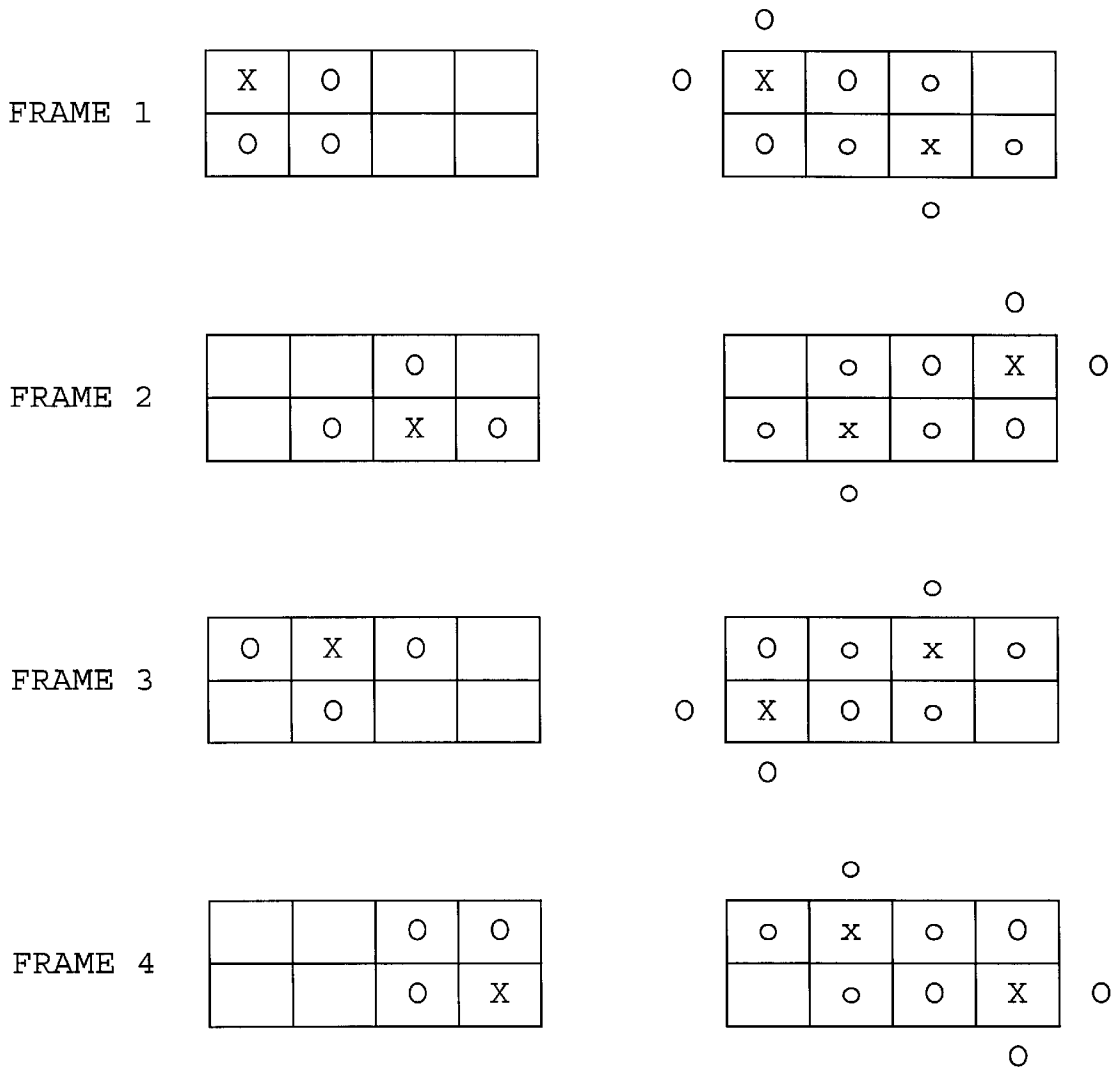 O
X O O X O o
FRAME 1
O O O o x o
o
O
O o O X O
FRAME 2
O X O o x o O
o
o
O X O O o x o
FRAME 3
O O X O o
O
o
O O o x o O
FRAME 4
O X o O X O
O